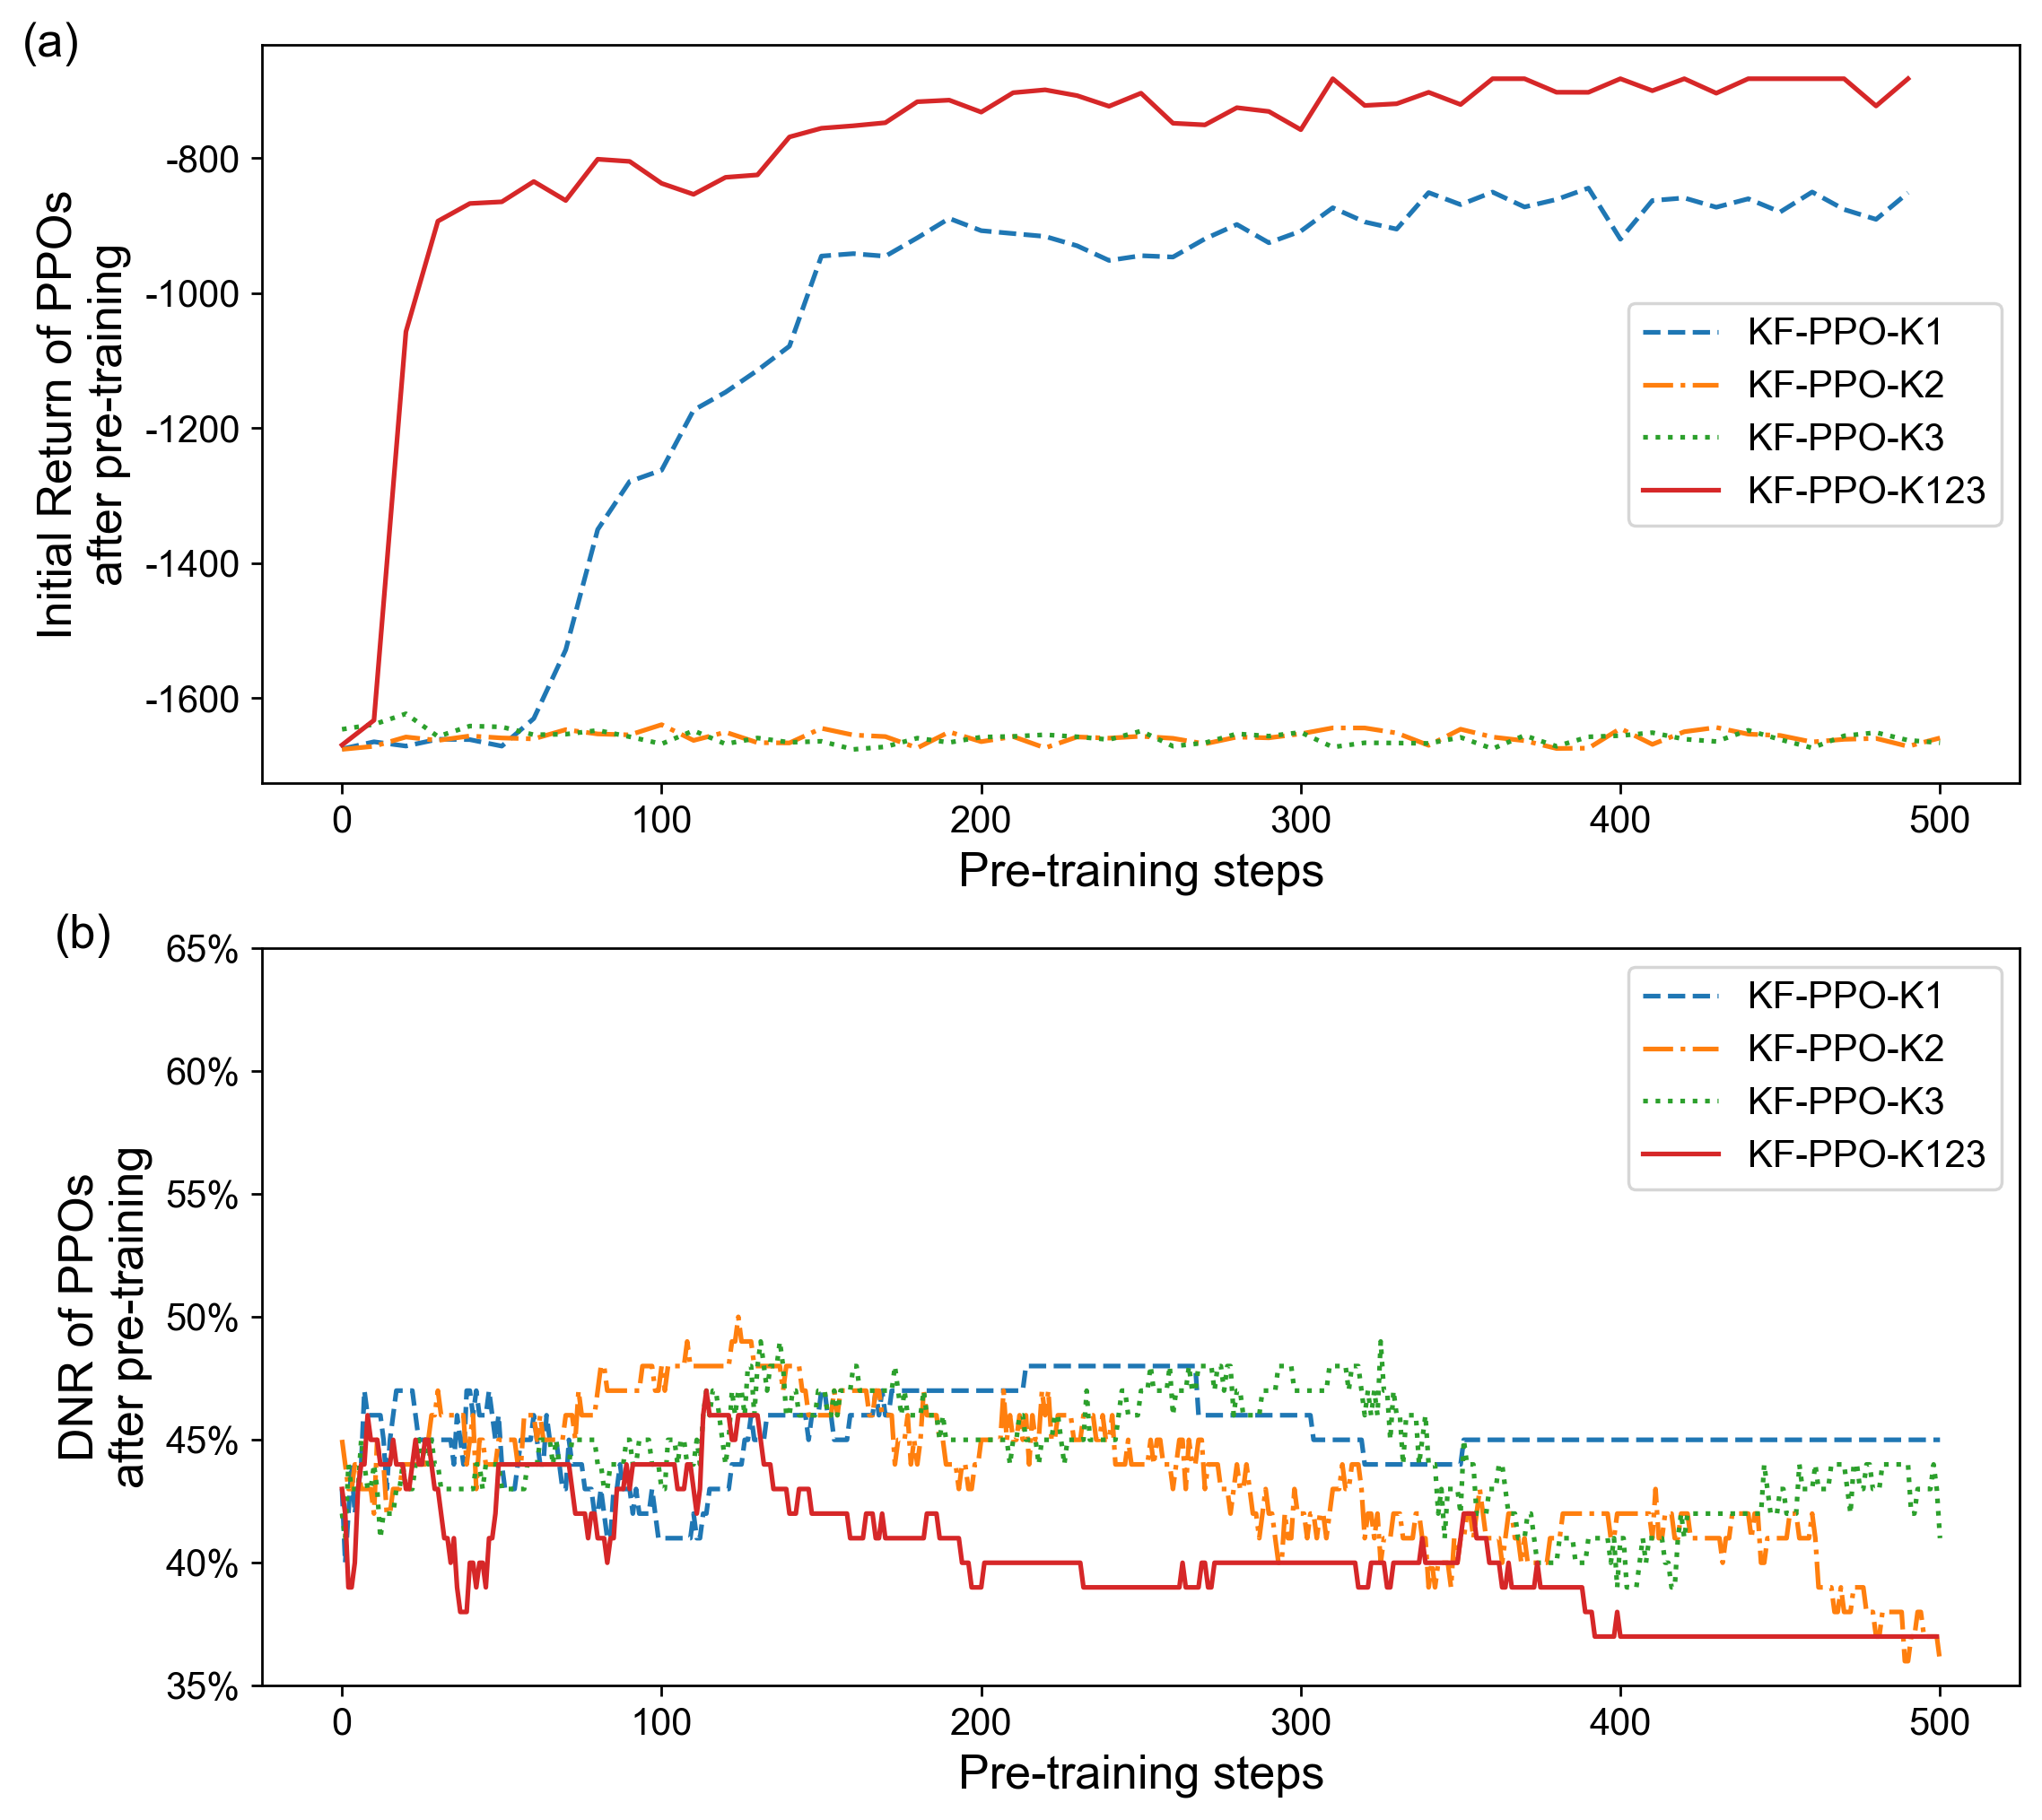 (a)
Initial Return of PPOs
after pre-training
-800
-1000
-1200
-1400
-1600
KF-PPO-K1
KF-PPO-K2
KF-PPO-K3
KF-PPO-K123
0 100 200 300 400 500
Pre-training steps
(b)
DNR of PPOs
after pre-training
65%
60%
55%
50%
45%
40%
35%
KF-PPO-K1
KF-PPO-K2
KF-PPO-K3
KF-PPO-K123
0 100 200 300 400 500
Pre-training steps